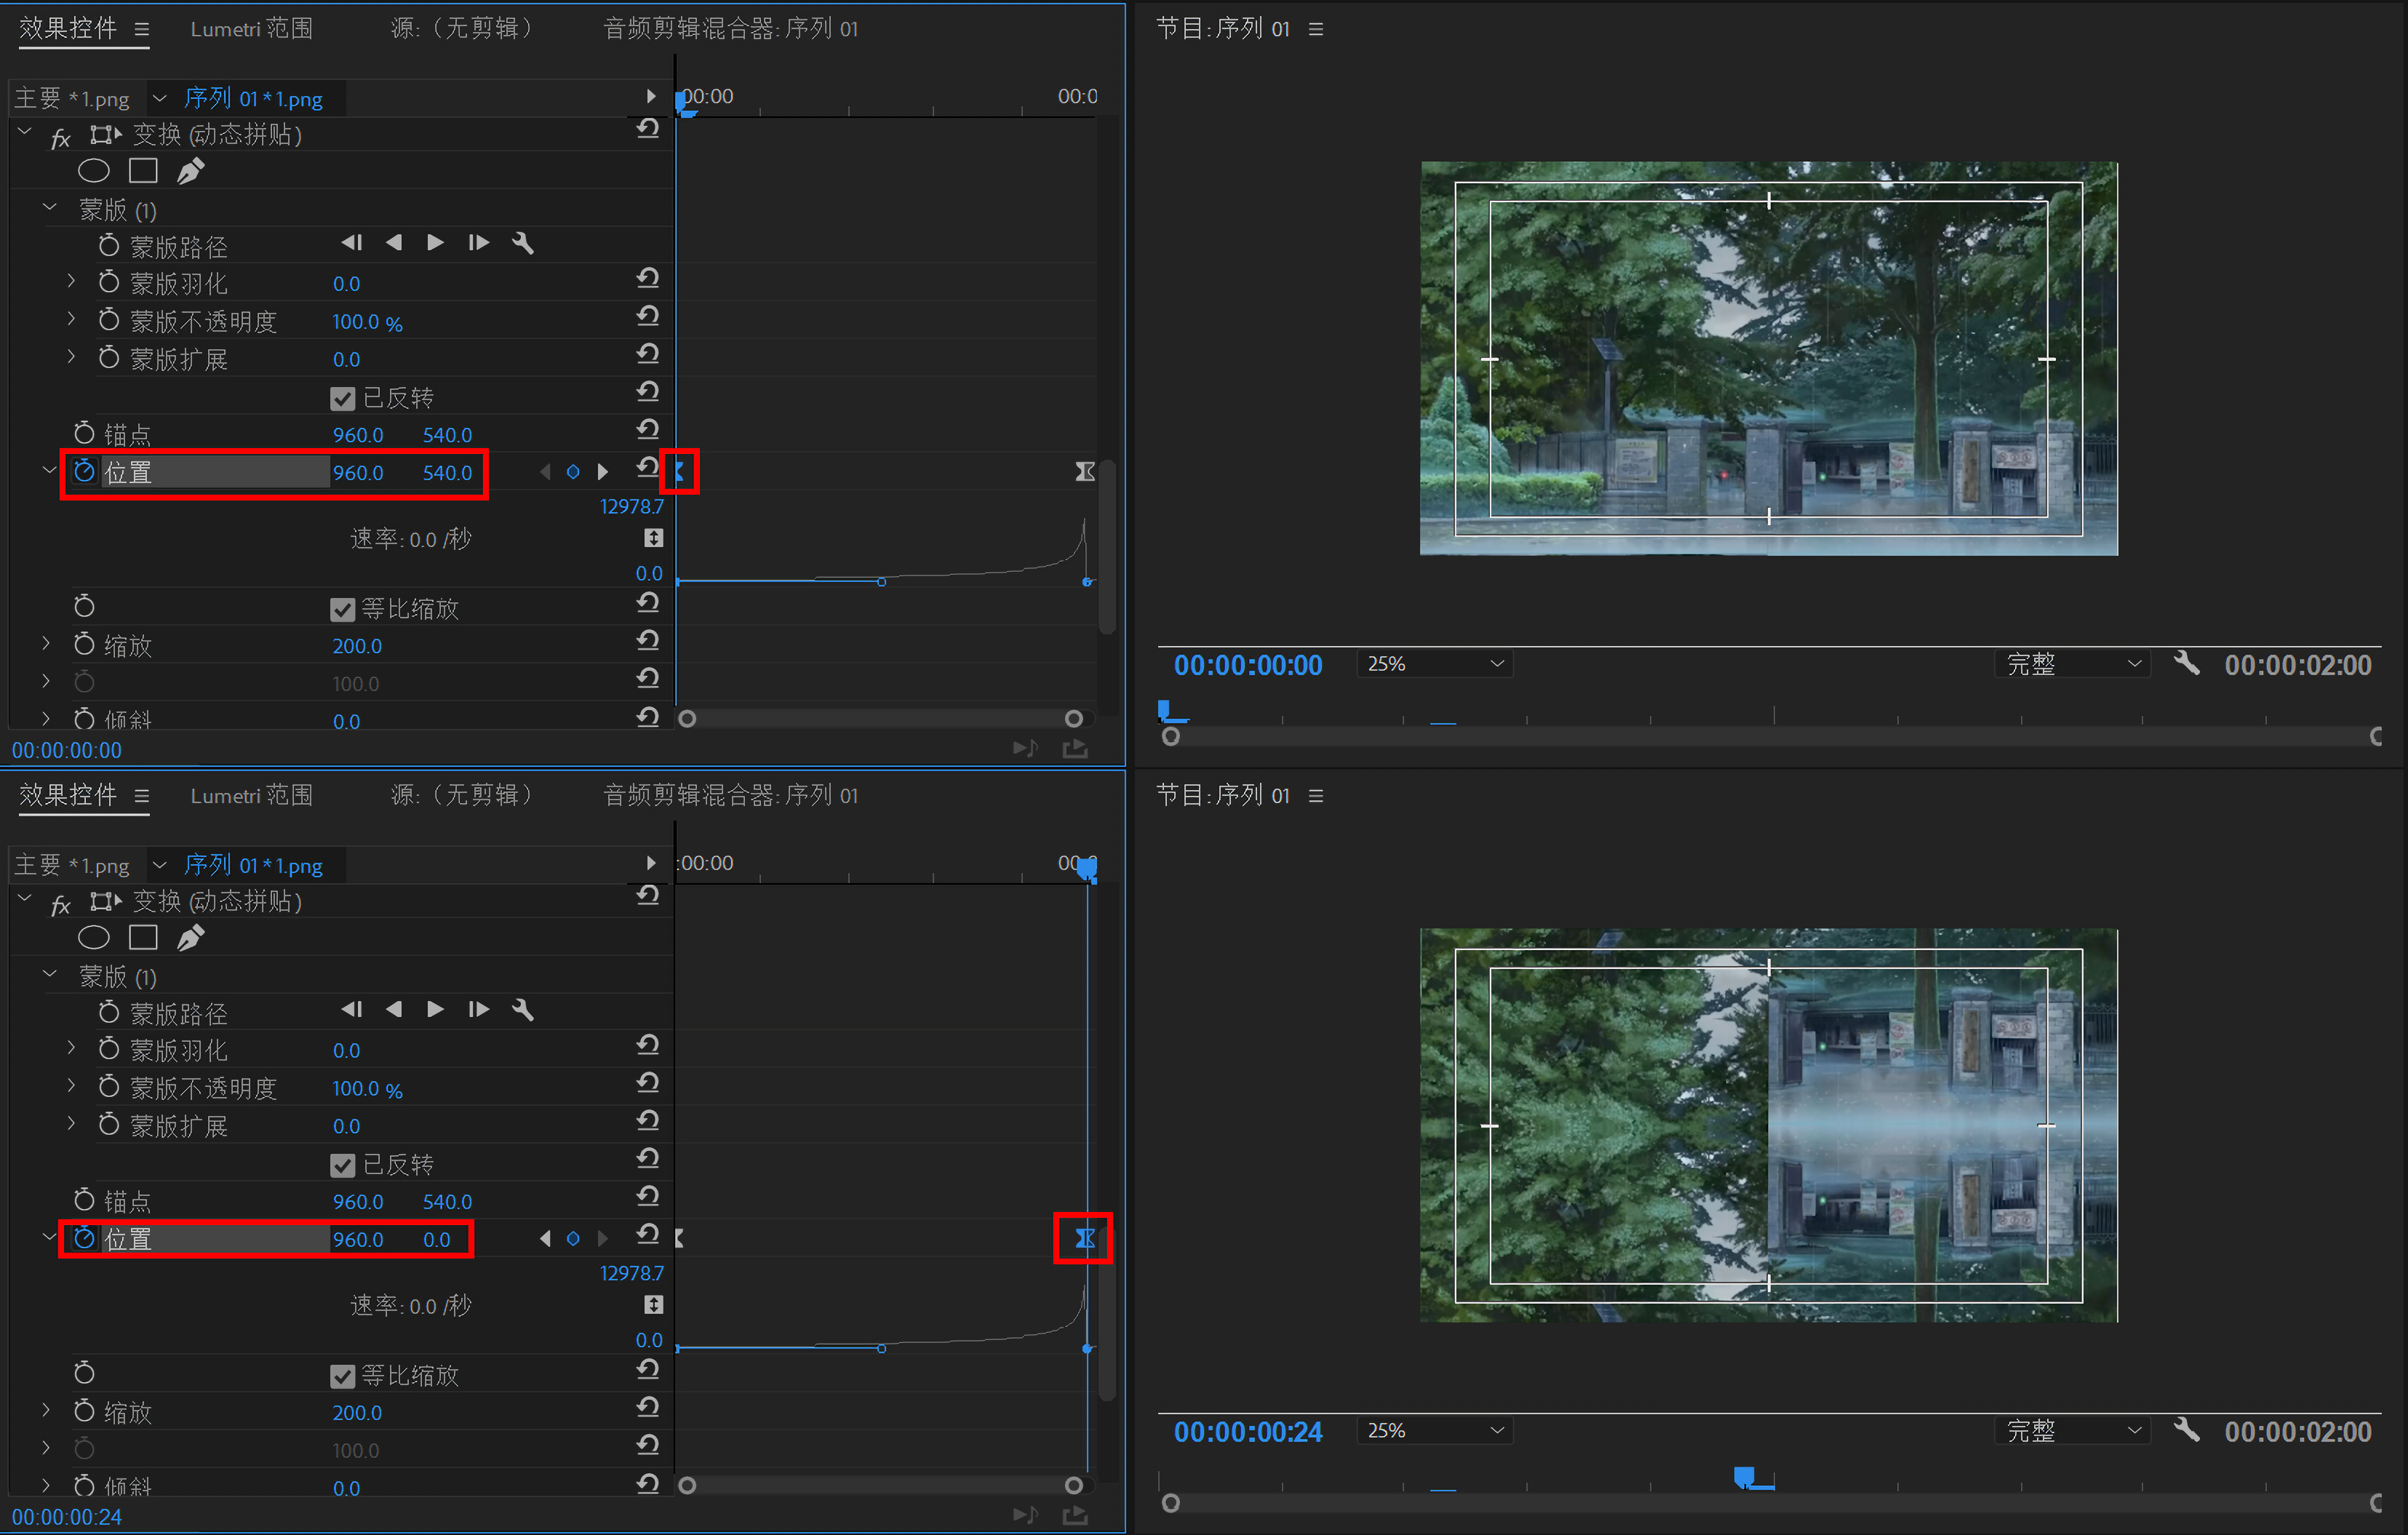 效果控件 Lumetri 范围 源:（无剪辑） 音频剪辑混合器: 序列 01
主要 *1.png 序列 01*1.png :00:00 00:0
fx 变换 (动态拼贴)
蒙版 (1)
蒙版路径
蒙版羽化 0.0
蒙版不透明度 100.0 %
蒙版扩展 0.0
已反转
锚点 960.0 540.0
位置 960.0 540.0
12978.7
速率: 0.0 /秒
0.0
等比缩放
缩放 200.0
100.0
倾斜 0.0
00:00:00:00
节目: 序列 01
00:00:00:00 25% 完整 00:00:02:00
效果控件 Lumetri 范围 源:（无剪辑） 音频剪辑混合器: 序列 01
主要 *1.png 序列 01*1.png :00:00
fx 变换 (动态拼贴)
蒙版 (1)
蒙版路径
蒙版羽化 0.0
蒙版不透明度 100.0 %
蒙版扩展 0.0
已反转
锚点 960.0 540.0
位置 960.0 0.0
12978.7
速率: 0.0 /秒
0.0
等比缩放
缩放 200.0
100.0
倾斜 0.0
00:00:00:24
节目: 序列 01
00:00:00:24 25% 完整 00:00:02:00